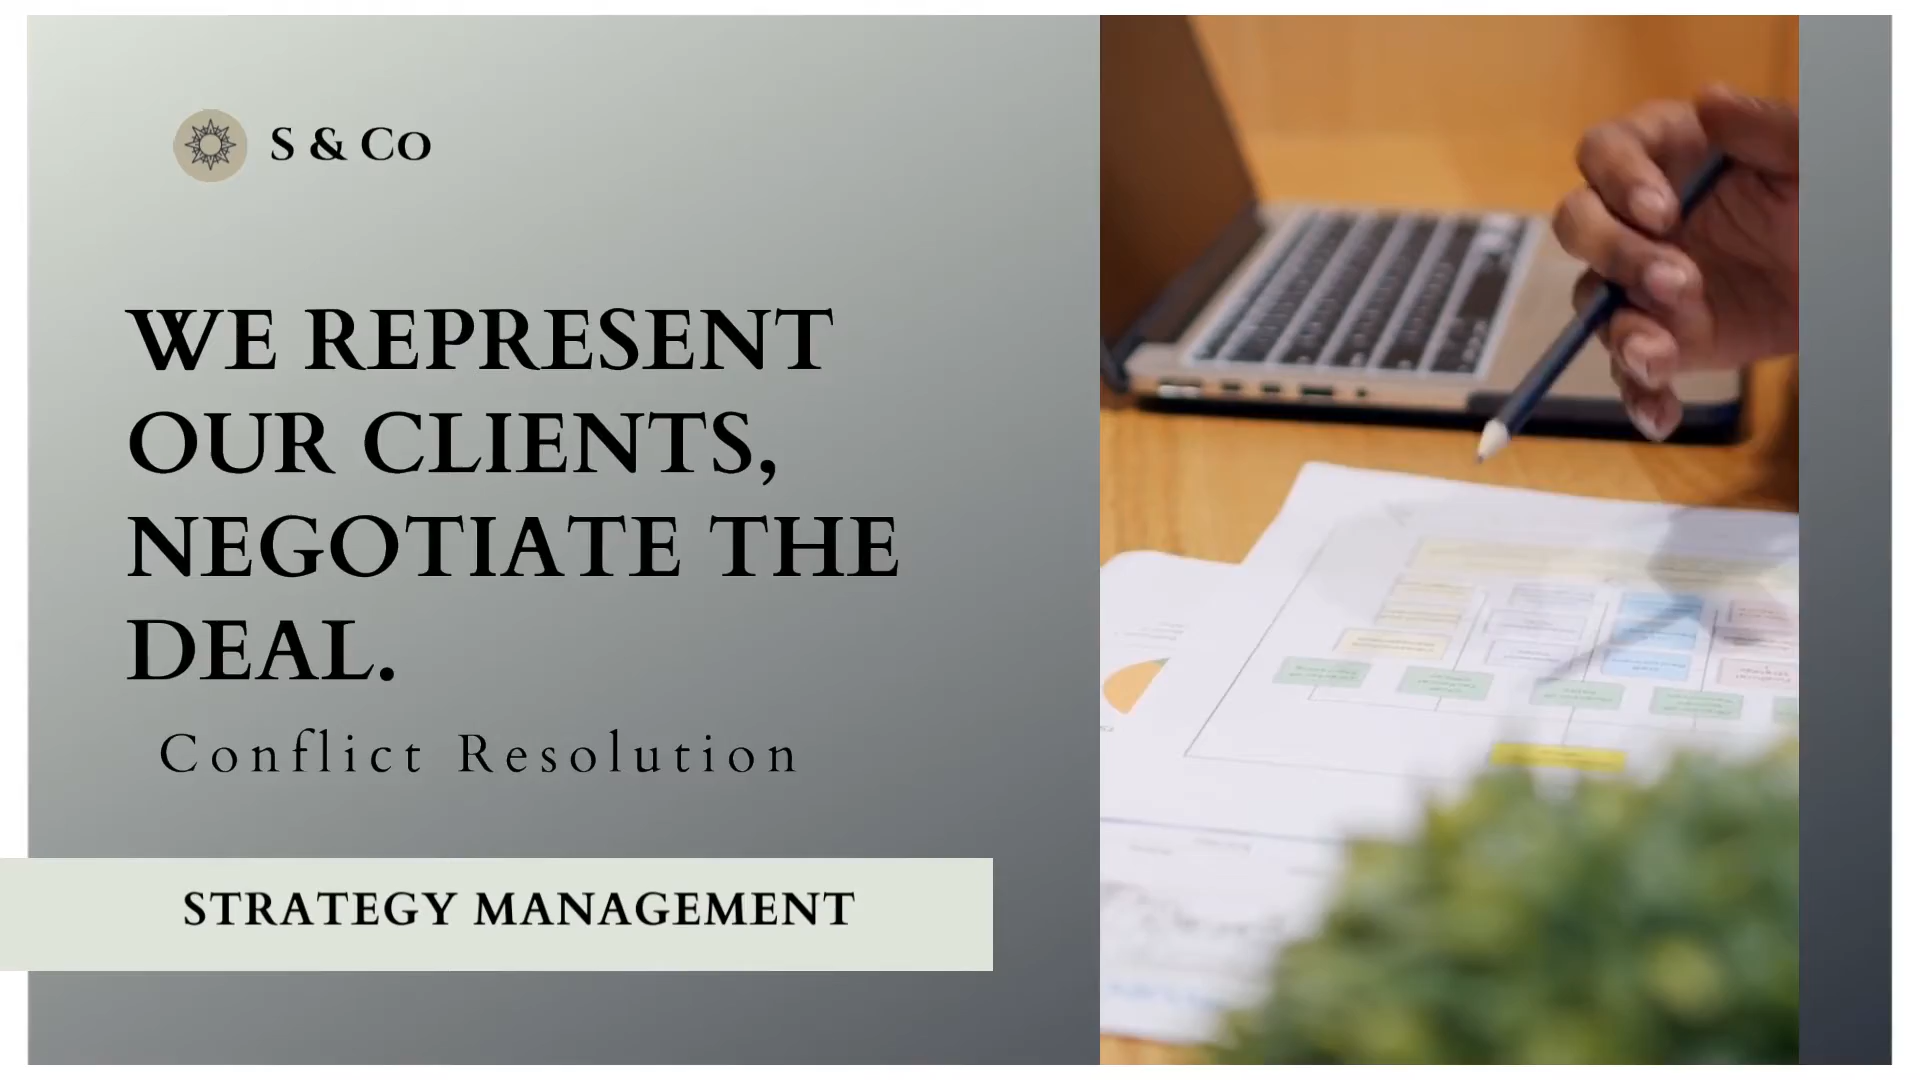 S & Co
WE REPRESENT
OUR CLIENTS,
NEGOTIATE THE
DEAL.
Conflict Resolution
STRATEGY MANAGEMENT